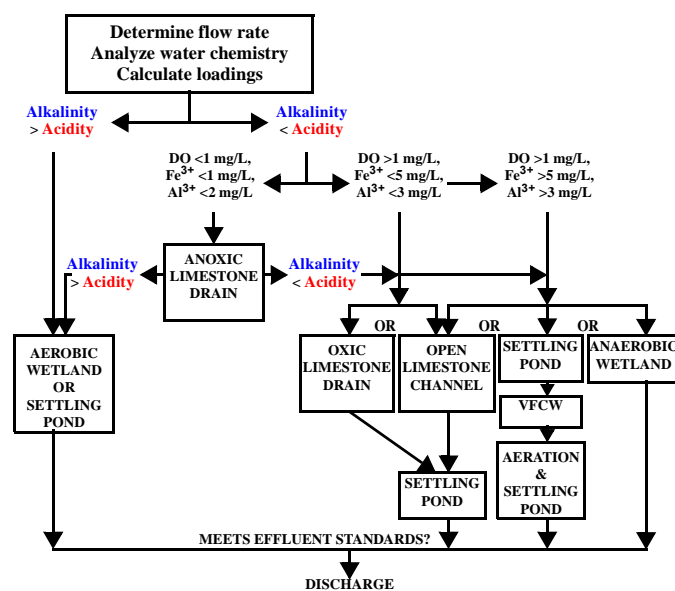 Determine flow rate
Analyze water chemistry
Calculate loadings
Alkalinity
> Acidity
Alkalinity
< Acidity
DO <1 mg/L,
Fe³⁺ <1 mg/L,
Al³⁺ <2 mg/L
DO >1 mg/L,
Fe³⁺ <5 mg/L,
Al³⁺ <3 mg/L
DO >1 mg/L,
Fe³⁺ >5 mg/L,
Al³⁺ >3 mg/L
Alkalinity
> Acidity
ANOXIC
LIMESTONE
DRAIN
Alkalinity
< Acidity
OR
OR
OR
AEROBIC
WETLAND
OR
SETTLING
POND
OXIC
LIMESTONE
DRAIN
OPEN
LIMESTONE
CHANNEL
SETTLING
POND
ANAEROBIC
WETLAND
VFCW
SETTLING
POND
AERATION
&
SETTLING
POND
MEETS EFFLUENT STANDARDS?
DISCHARGE